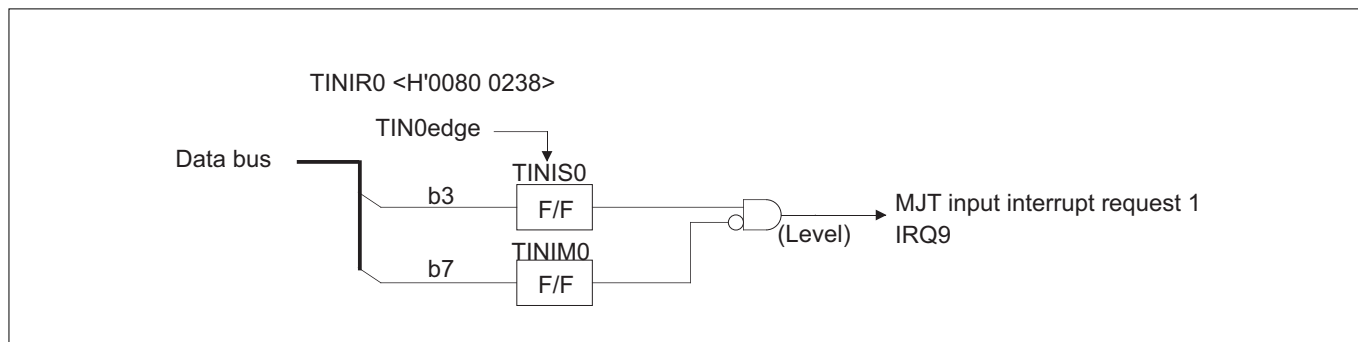 TINIR0 <H'0080 0238>
TIN0edge
Data bus
TINIS0
b3
F/F
MJT input interrupt request 1
(Level)
IRQ9
TINIM0
b7
F/F